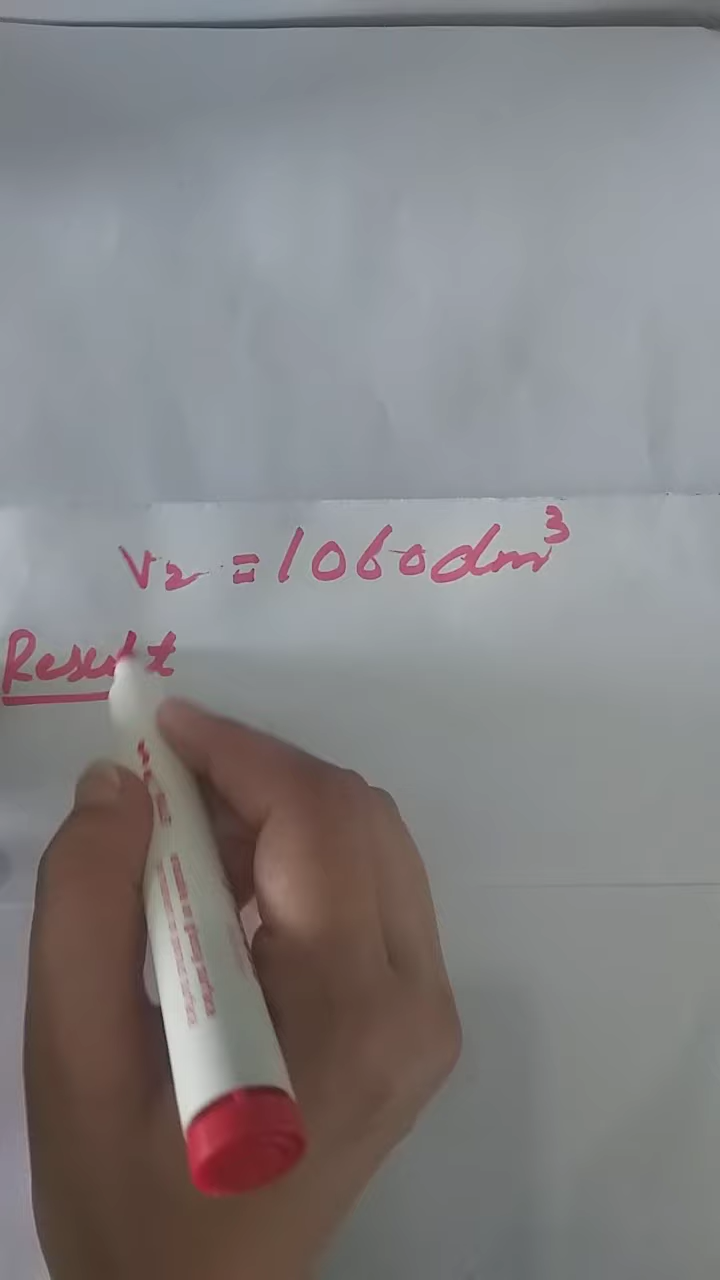 V₂ = 1060 dm³
Result